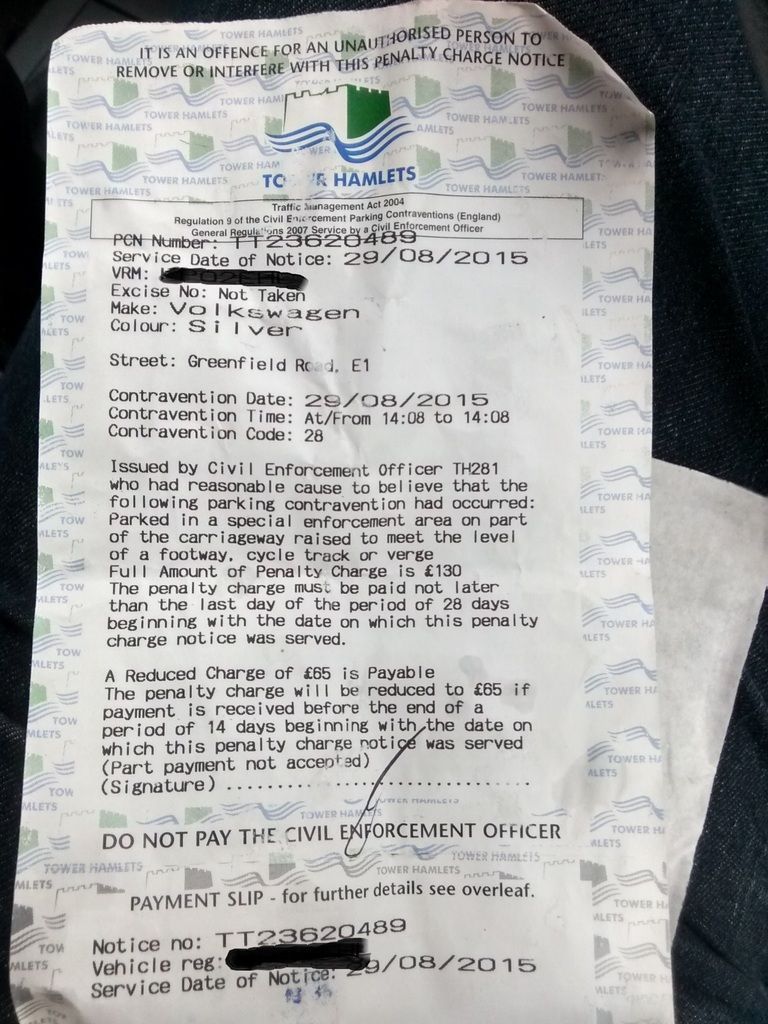 IT IS AN OFFENCE FOR AN UNAUTHORISED PERSON TO
REMOVE OR INTERFERE WITH THIS PENALTY CHARGE NOTICE
TOWER HAMLETS
Traffic Management Act 2004
Regulation 9 of the Civil Enforcement Parking Contraventions (England)
General Regulations 2007 Service by a Civil Enforcement Officer
PCN Number: TT23620489
Service Date of Notice: 29/08/2015
VRM:
Excise No: Not Taken
Make: Volkswagen
Colour: Silver
Street: Greenfield Road, E1
Contravention Date: 29/08/2015
Contravention Time: At/From 14:08 to 14:08
Contravention Code: 28
Issued by Civil Enforcement Officer TH281
who had reasonable cause to believe that the
following parking contravention had occurred:
Parked in a special enforcement area on part
of the carriageway raised to meet the level
of a footway, cycle track or verge
Full Amount of Penalty Charge is £130
The penalty charge must be paid not later
than the last day of the period of 28 days
beginning with the date on which this penalty
charge notice was served.
A Reduced Charge of £65 is Payable
The penalty charge will be reduced to £65 if
payment is received before the end of a
period of 14 days beginning with the date on
which this penalty charge notice was served
(Part payment not accepted)
(Signature) ..................................
DO NOT PAY THE CIVIL ENFORCEMENT OFFICER
PAYMENT SLIP - for further details see overleaf.
Notice no: TT23620489
Vehicle reg:
Service Date of Notice: 29/08/2015